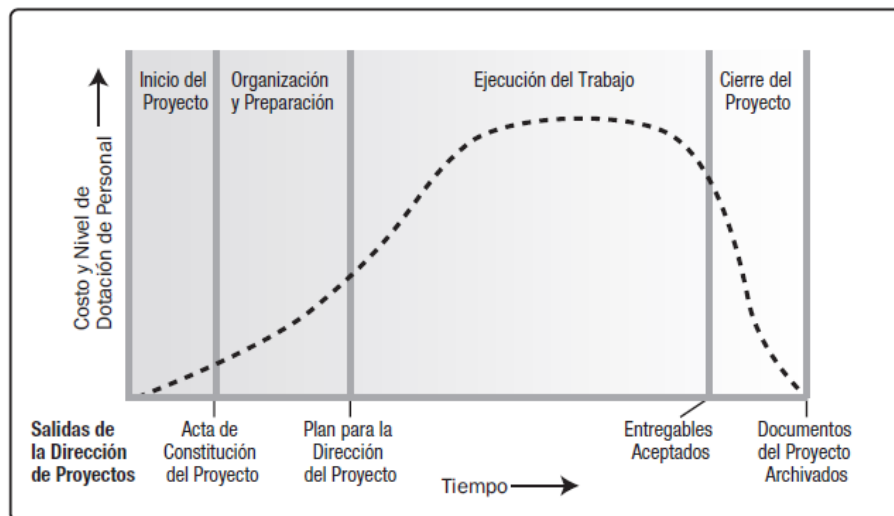 Inicio del
Proyecto
Organización
y Preparación
Ejecución del Trabajo
Cierre del
Proyecto
Costo y Nivel de
Dotación de Personal
Salidas de
la Dirección
de Proyectos
Acta de
Constitución
del Proyecto
Plan para la
Dirección
del Proyecto
Entregables
Aceptados
Documentos
del Proyecto
Archivados
Tiempo